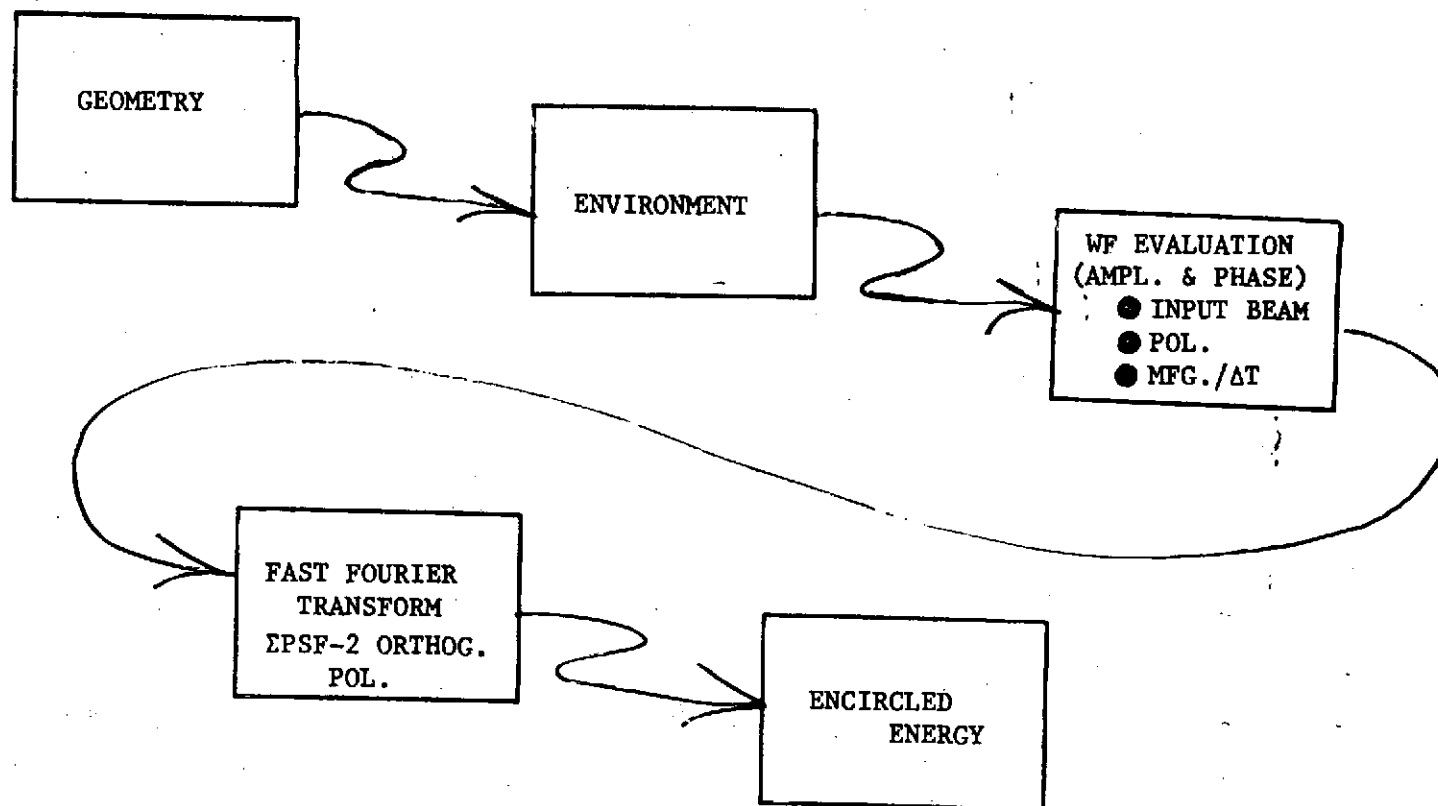 GEOMETRY
ENVIRONMENT
WF EVALUATION
(AMPL. & PHASE)
● INPUT BEAM
● POL.
● MFG./ΔT
FAST FOURIER
TRANSFORM
ΣPSF-2 ORTHOG.
POL.
ENCIRCLED
ENERGY